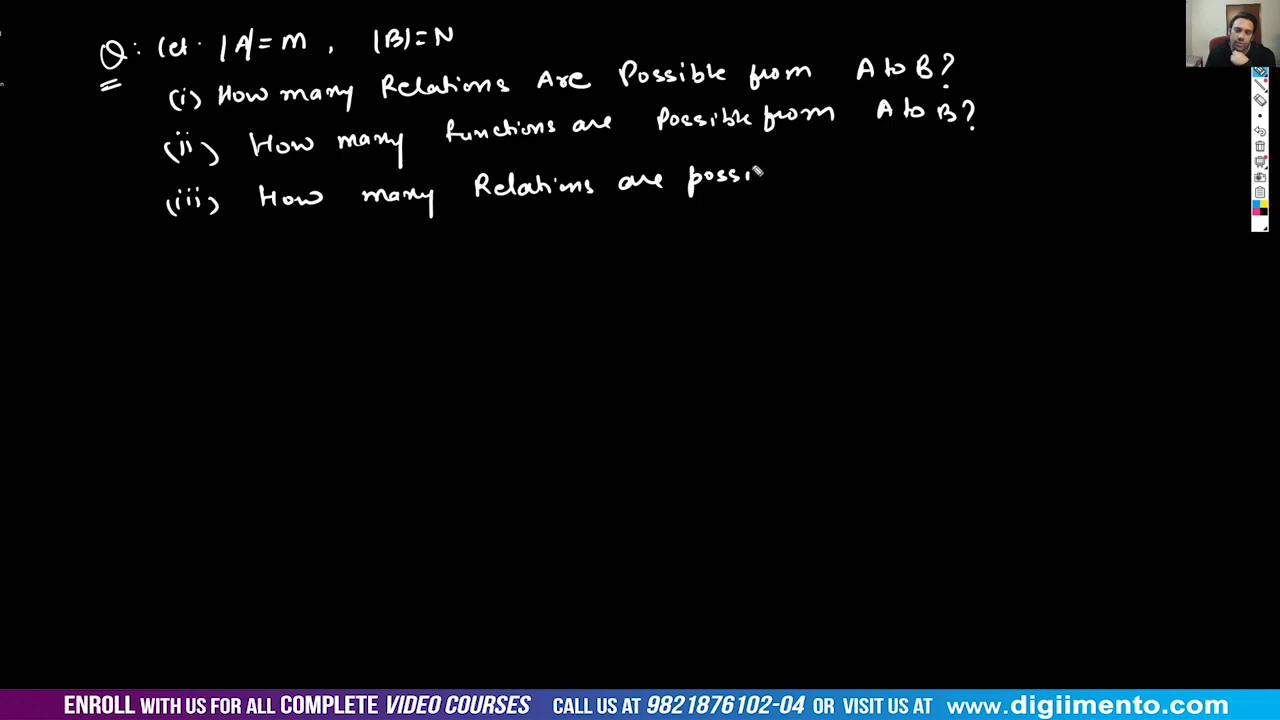 Q: Let |A|=M, |B|=N
(i) How many Relations Are Possible from A to B?
(ii) How many functions are Possible from A to B?
(iii) How many Relations are possi
ENROLL WITH US FOR ALL COMPLETE VIDEO COURSES CALL US AT 9821876102-04 OR VISIT US AT www.digiimento.com